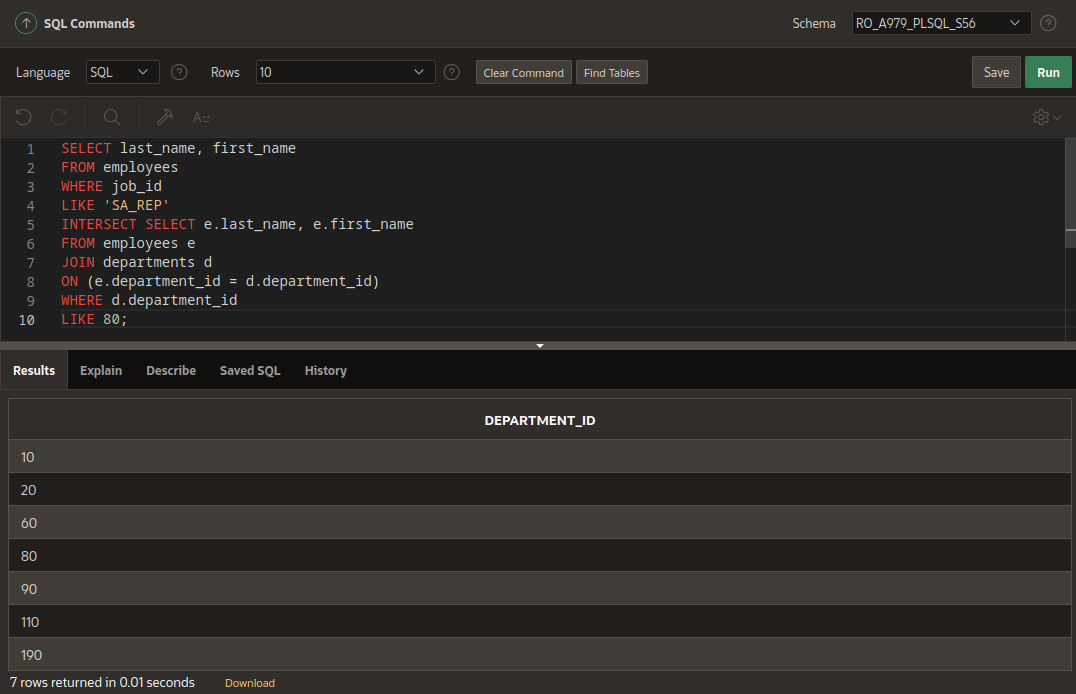 SQL Commands Schema RO_A979_PLSQL_S56 ?
Language SQL ? Rows 10 ? Clear Command Find Tables Save Run
A::
1 SELECT last_name, first_name
2 FROM employees
3 WHERE job_id
4 LIKE 'SA_REP'
5 INTERSECT SELECT e.last_name, e.first_name
6 FROM employees e
7 JOIN departments d
8 ON (e.department_id = d.department_id)
9 WHERE d.department_id
10 LIKE 80;
Results Explain Describe Saved SQL History
DEPARTMENT_ID
10
20
60
80
90
110
190
7 rows returned in 0.01 seconds Download